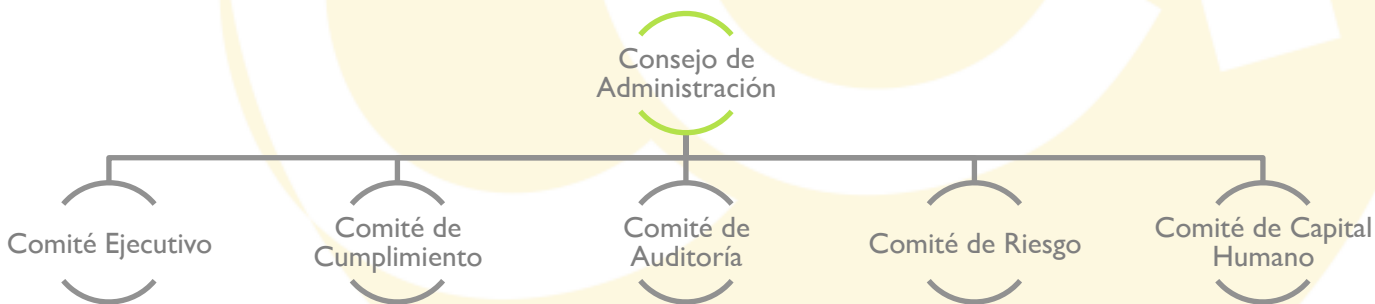 Consejo de
Administración
Comité Ejecutivo
Comité de
Cumplimiento
Comité de
Auditoría
Comité de Riesgo
Comité de Capital
Humano